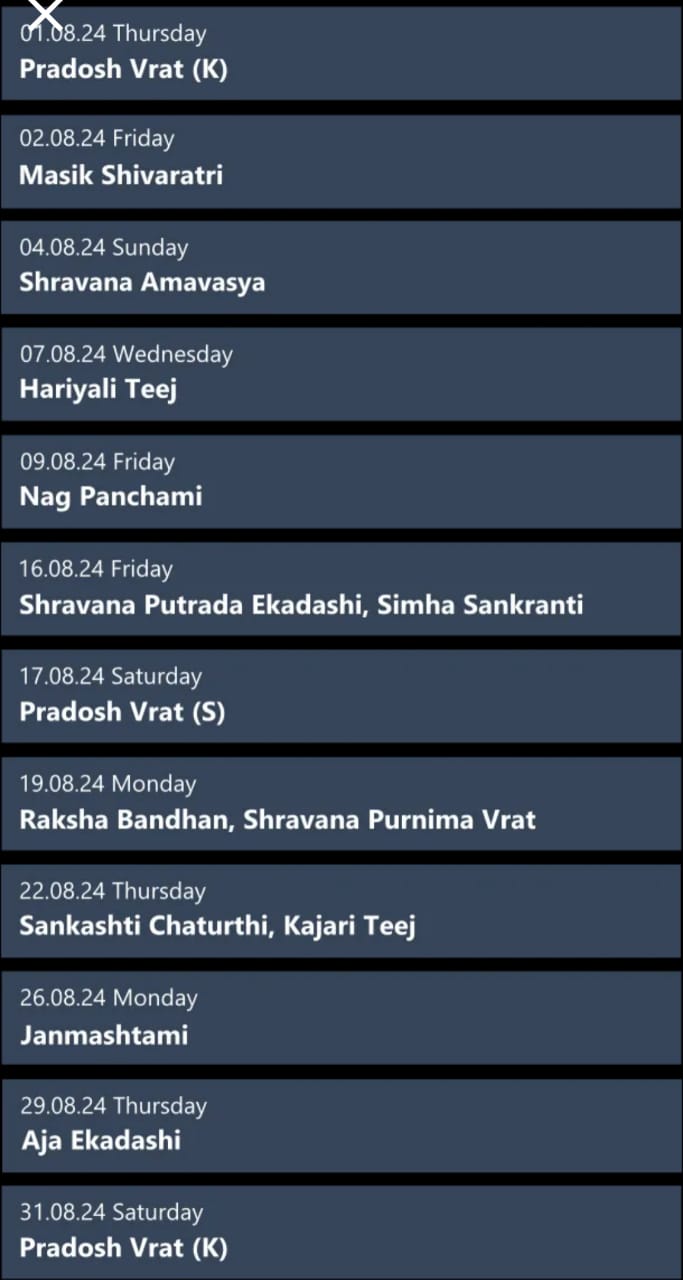 01.08.24 Thursday
Pradosh Vrat (K)
02.08.24 Friday
Masik Shivaratri
04.08.24 Sunday
Shravana Amavasya
07.08.24 Wednesday
Hariyali Teej
09.08.24 Friday
Nag Panchami
16.08.24 Friday
Shravana Putrada Ekadashi, Simha Sankranti
17.08.24 Saturday
Pradosh Vrat (S)
19.08.24 Monday
Raksha Bandhan, Shravana Purnima Vrat
22.08.24 Thursday
Sankashti Chaturthi, Kajari Teej
26.08.24 Monday
Janmashtami
29.08.24 Thursday
Aja Ekadashi
31.08.24 Saturday
Pradosh Vrat (K)